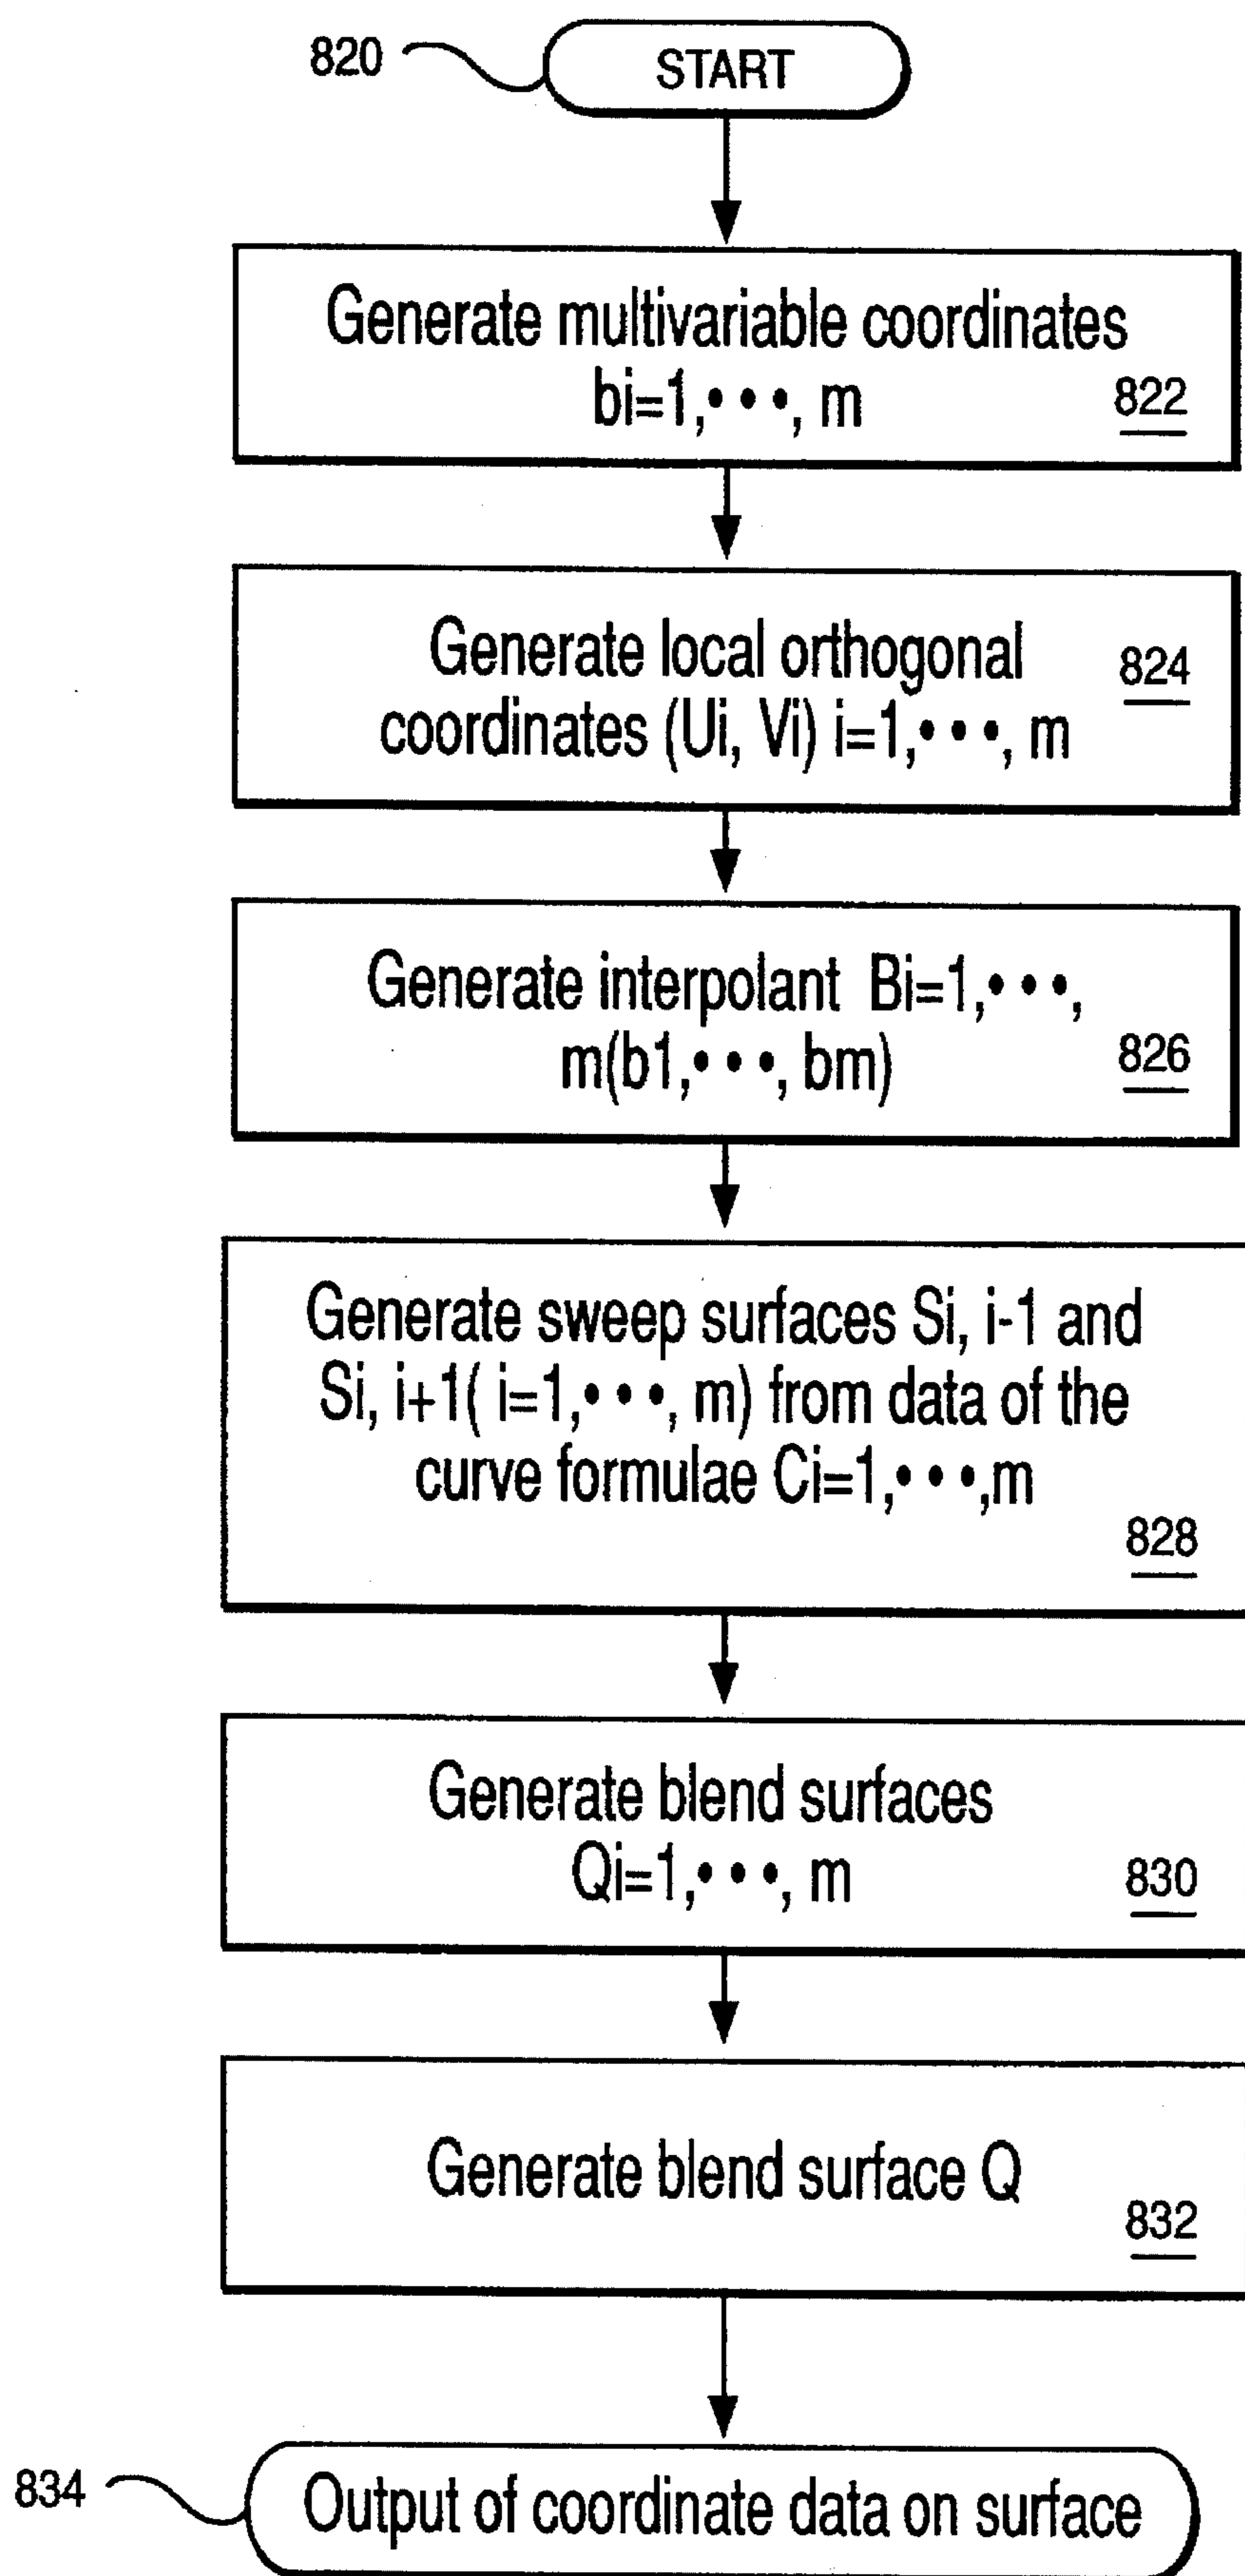 820
START
Generate multivariable coordinates
bi=1,• • •, m
822
Generate local orthogonal
824
coordinates (Ui, Vi) i=1,• • •, m
Generate interpolant Bi=1,• • •,
m(b1,• • •, bm)
826
Generate sweep surfaces Si, i-1 and
Si, i+1( i=1,• • •, m) from data of the
curve formulae Ci=1,• • •,m
828
Generate blend surfaces
Qi=1,• • •, m
830
Generate blend surface Q
832
834
Output of coordinate data on surface